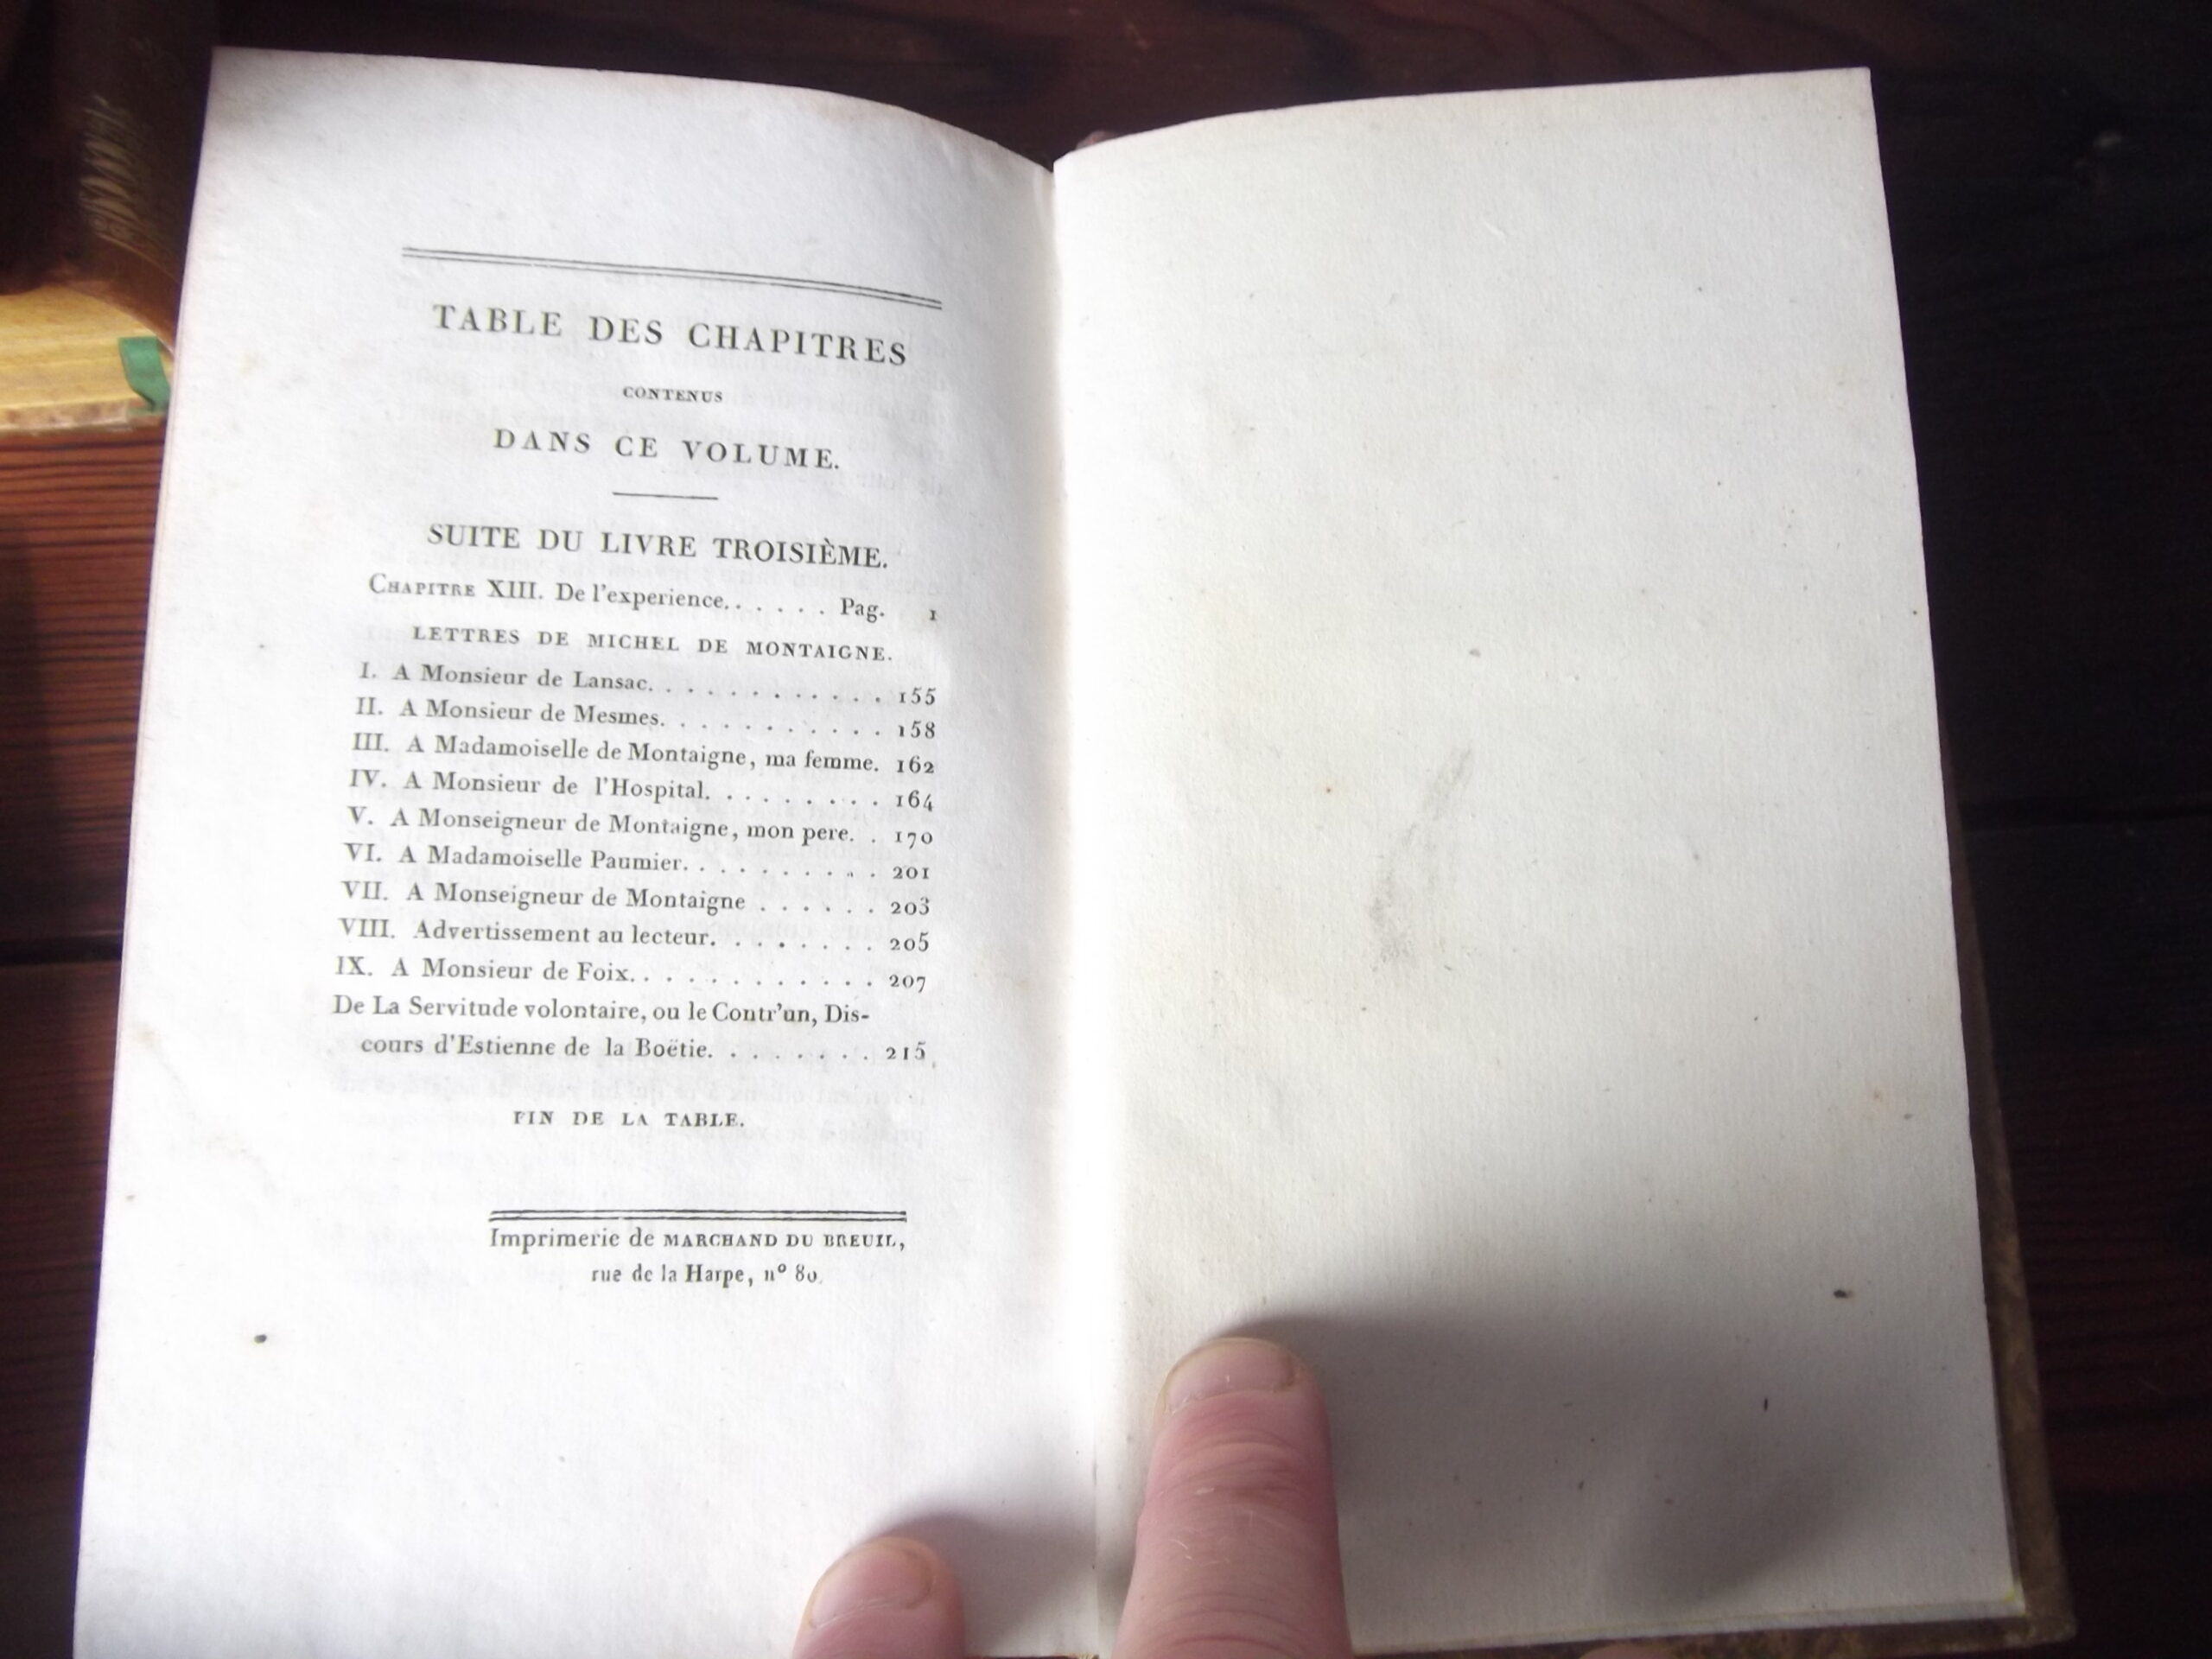 TABLE DES CHAPITRES
CONTENUS
DANS CE VOLUME.
SUITE DU LIVRE TROISIÈME.
CHAPITRE XIII. De l'experience. . . . . . Pag. 1
LETTRES DE MICHEL DE MONTAIGNE.
I. A Monsieur de Lansac. . . . . . . . . . . . 155
II. A Monsieur de Mesmes. . . . . . . . . . . 158
III. A Madamoiselle de Montaigne, ma femme. 162
IV. A Monsieur de l'Hospital. . . . . . . . . 164
V. A Monseigneur de Montaigne, mon pere. . 170
VI. A Madamoiselle Paumier. . . . . . . . . . 201
VII. A Monseigneur de Montaigne . . . . . . 203
VIII. Advertissement au lecteur. . . . . . . . 205
IX. A Monsieur de Foix. . . . . . . . . . . . . 207
De La Servitude volontaire, ou le Contr'un, Dis-
cours d'Estienne de la Boëtie. . . . . . . . 215
FIN DE LA TABLE.
Imprimerie de MARCHAND DU BREUIL,
rue de la Harpe, nº 80.